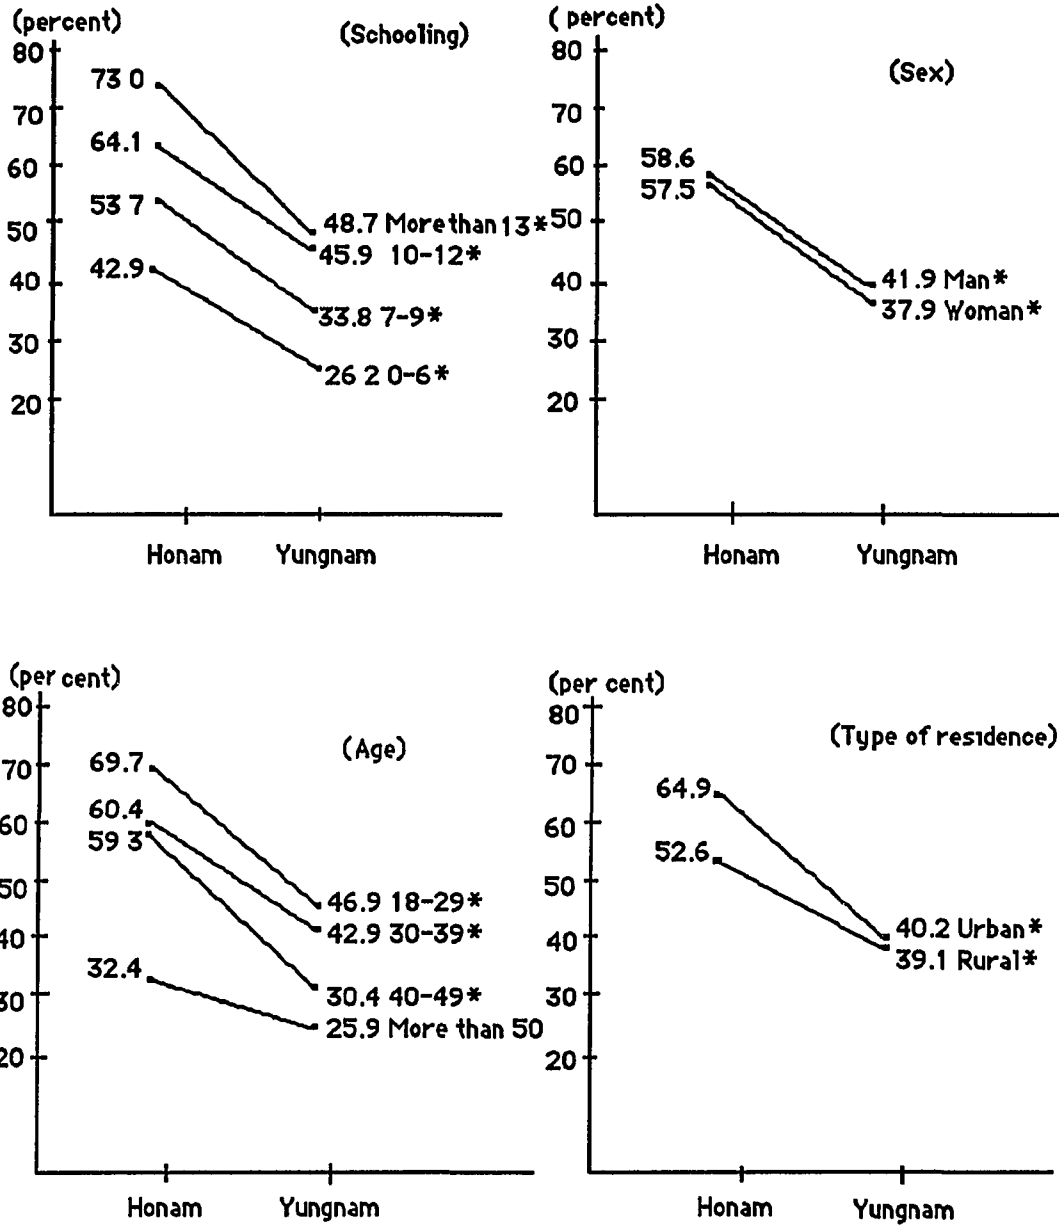 (percent)
(Schooling)
80
73 0
70
64.1
60
53 7
50
48.7 More than 13*
45.9 10-12*
42.9
40
33.8 7-9*
30
26 2 0-6*
20
Honam Yungnam
( percent)
80
(Sex)
70
60
58.6
57.5
50
40
41.9 Man*
37.9 Woman*
30
20
Honam Yungnam
(per cent)
80
(Age)
70
69.7
60.4
60
59 3
50
46.9 18-29*
40
42.9 30-39*
32.4
30
30.4 40-49*
25.9 More than 50
20
Honam Yungnam
(per cent)
80
(Type of residence)
70
64.9
60
52.6
50
40
40.2 Urban*
39.1 Rural*
30
20
Honam Yungnam